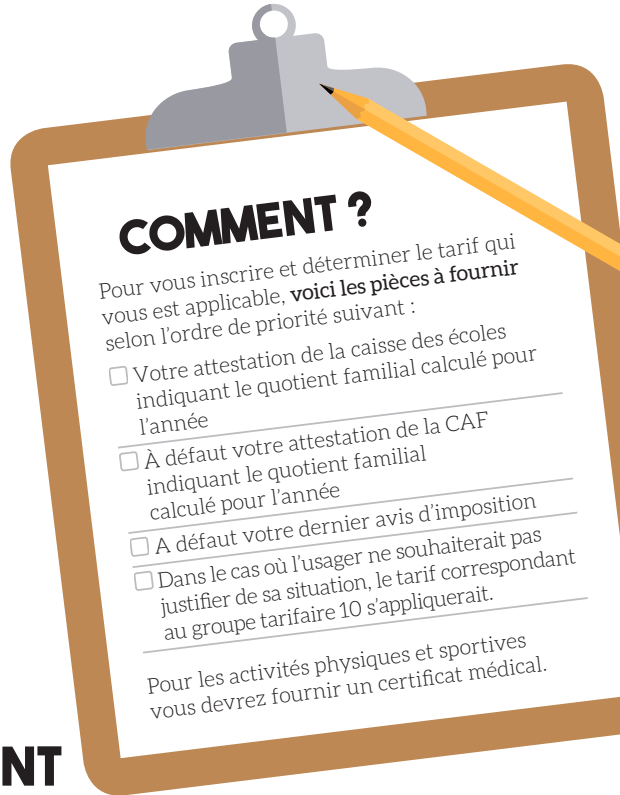 COMMENT ?
Pour vous inscrire et déterminer le tarif qui
vous est applicable, voici les pièces à fournir
selon l'ordre de priorité suivant :
Votre attestation de la caisse des écoles
indiquant le quotient familial calculé pour
l'année
À défaut votre attestation de la CAF
indiquant le quotient familial
calculé pour l'année
A défaut votre dernier avis d'imposition
Dans le cas où l'usager ne souhaiterait pas
justifier de sa situation, le tarif correspondant
au groupe tarifaire 10 s'appliquerait.
Pour les activités physiques et sportives
vous devrez fournir un certificat médical.
NT